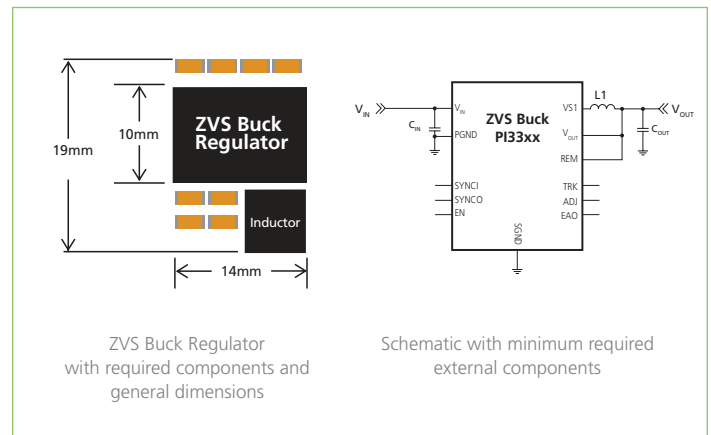 19mm
10mm
ZVS Buck
Regulator
Inductor
14mm
ZVS Buck Regulator
with required components and
general dimensions
VIN
CIN
VIN
PGND
ZVS Buck
PI33xx
SYNCI
SYNCO
EN
SGND
VS1
VOUT
REM
TRK
ADJ
EAO
L1
VOUT
COUT
Schematic with minimum required
external components